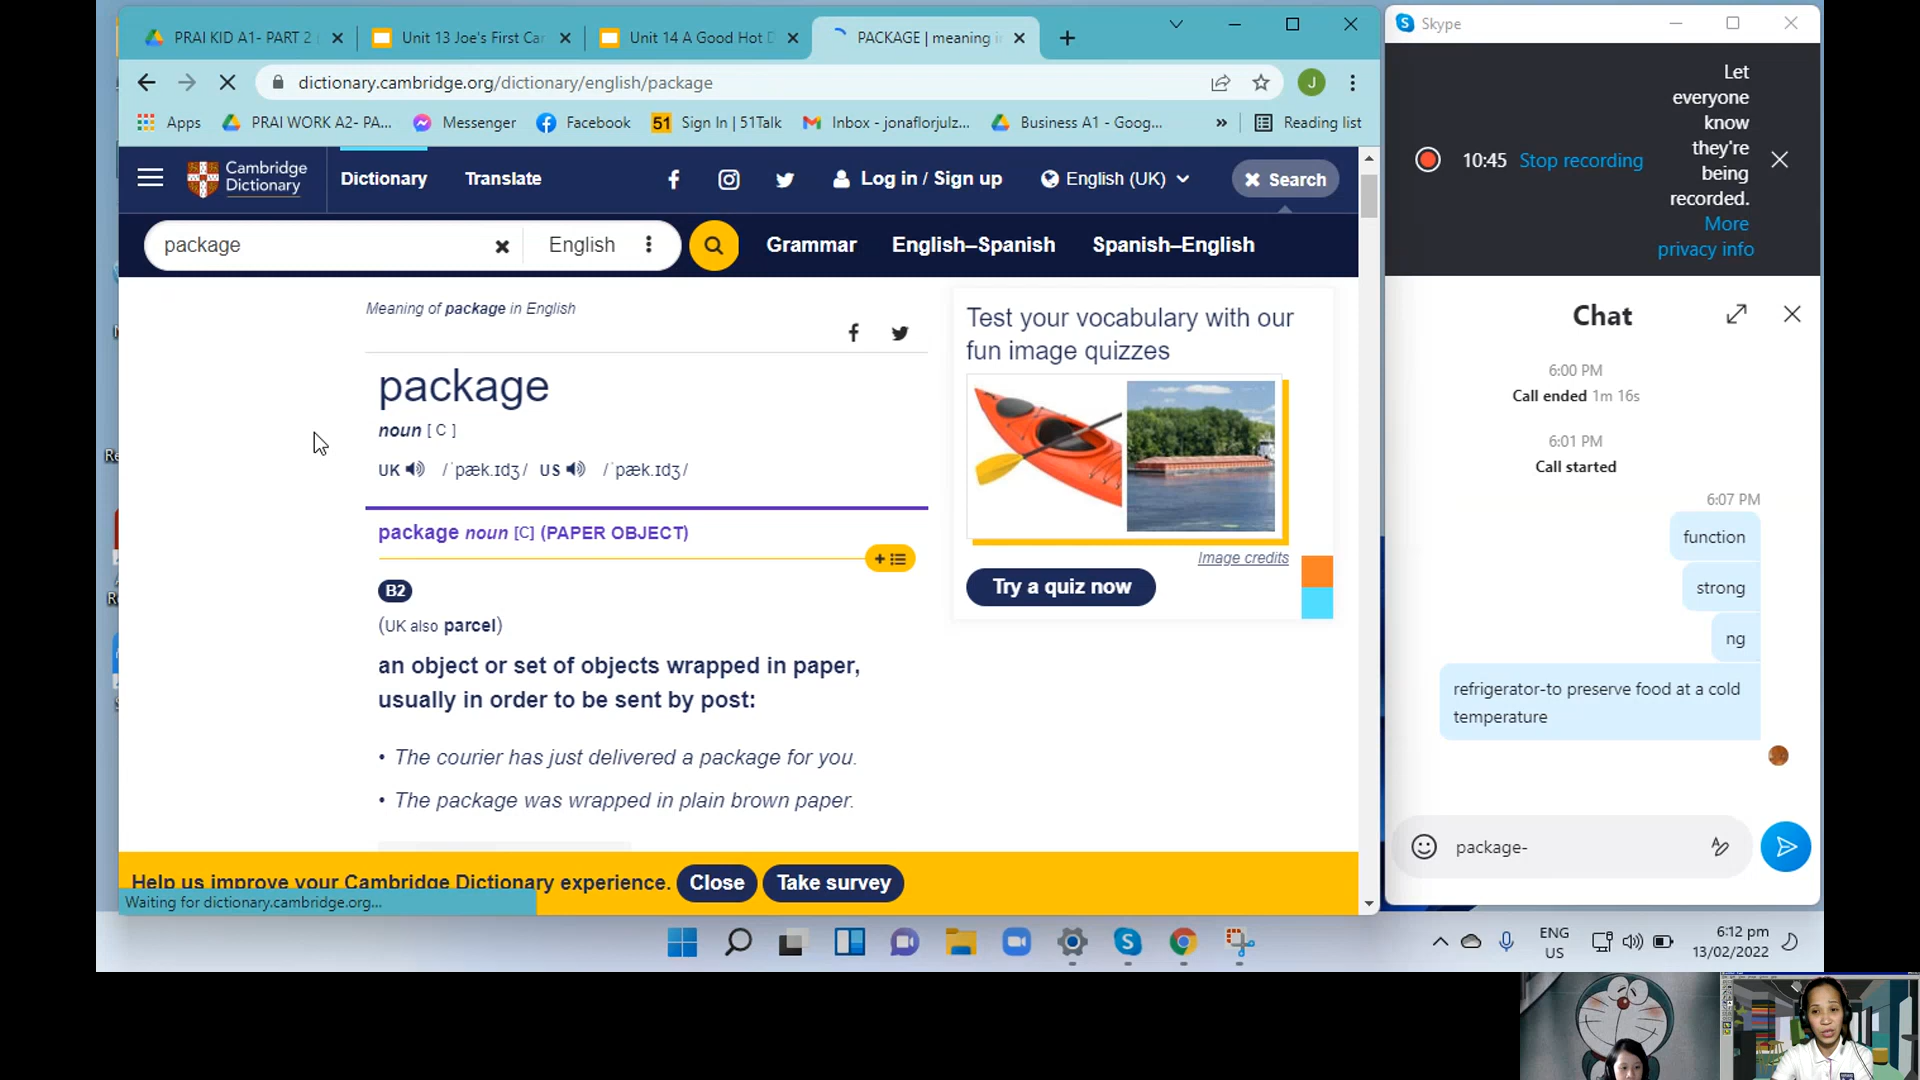 PRAI KID A1- PART 2
Unit 13 Joe's First Car
Unit 14 A Good Hot D
PACKAGE | meaning in
Skype
dictionary.cambridge.org/dictionary/english/package
J
Apps
PRAI WORK A2- PA...
Messenger
Facebook
51
Sign In | 51Talk
Inbox - jonaflorjulz...
Business A1 - Goog...
»
Reading list
Let
everyone
know
they're
being
recorded.
More
privacy info
10:45
Stop recording
Cambridge
Dictionary
Dictionary
Translate
Log in / Sign up
English (UK)
Search
package
English
Grammar
English–Spanish
Spanish–English
Meaning of package in English
package
noun [ C ]
UK /ˈpæk.ɪdʒ/ US /ˈpæk.ɪdʒ/
package noun [C] (PAPER OBJECT)
B2
(UK also parcel)
an object or set of objects wrapped in paper,
usually in order to be sent by post:
• The courier has just delivered a package for you.
• The package was wrapped in plain brown paper.
Test your vocabulary with our
fun image quizzes
Image credits
Try a quiz now
Help us improve your Cambridge Dictionary experience.
Close
Take survey
Waiting for dictionary.cambridge.org...
Chat
6:00 PM
Call ended 1m 16s
6:01 PM
Call started
6:07 PM
function
strong
ng
refrigerator-to preserve food at a cold
temperature
package-
ENG
US
6:12 pm
13/02/2022